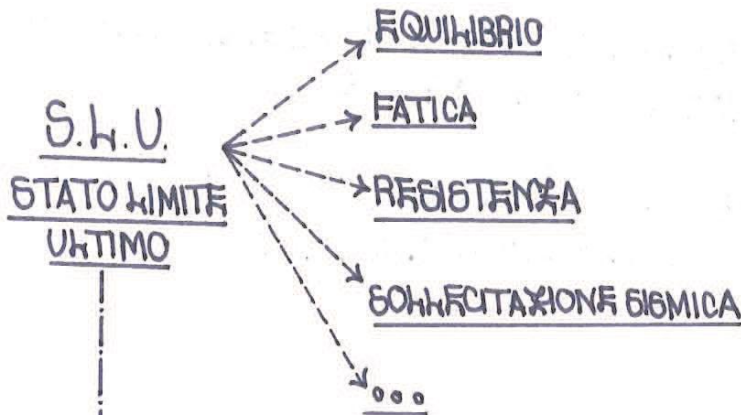 EQUILIBRIO
FATICA
S.L.U.
STATO LIMITE
RESISTENZA
ULTIMO
SOLLECITAZIONE SISMICA
...